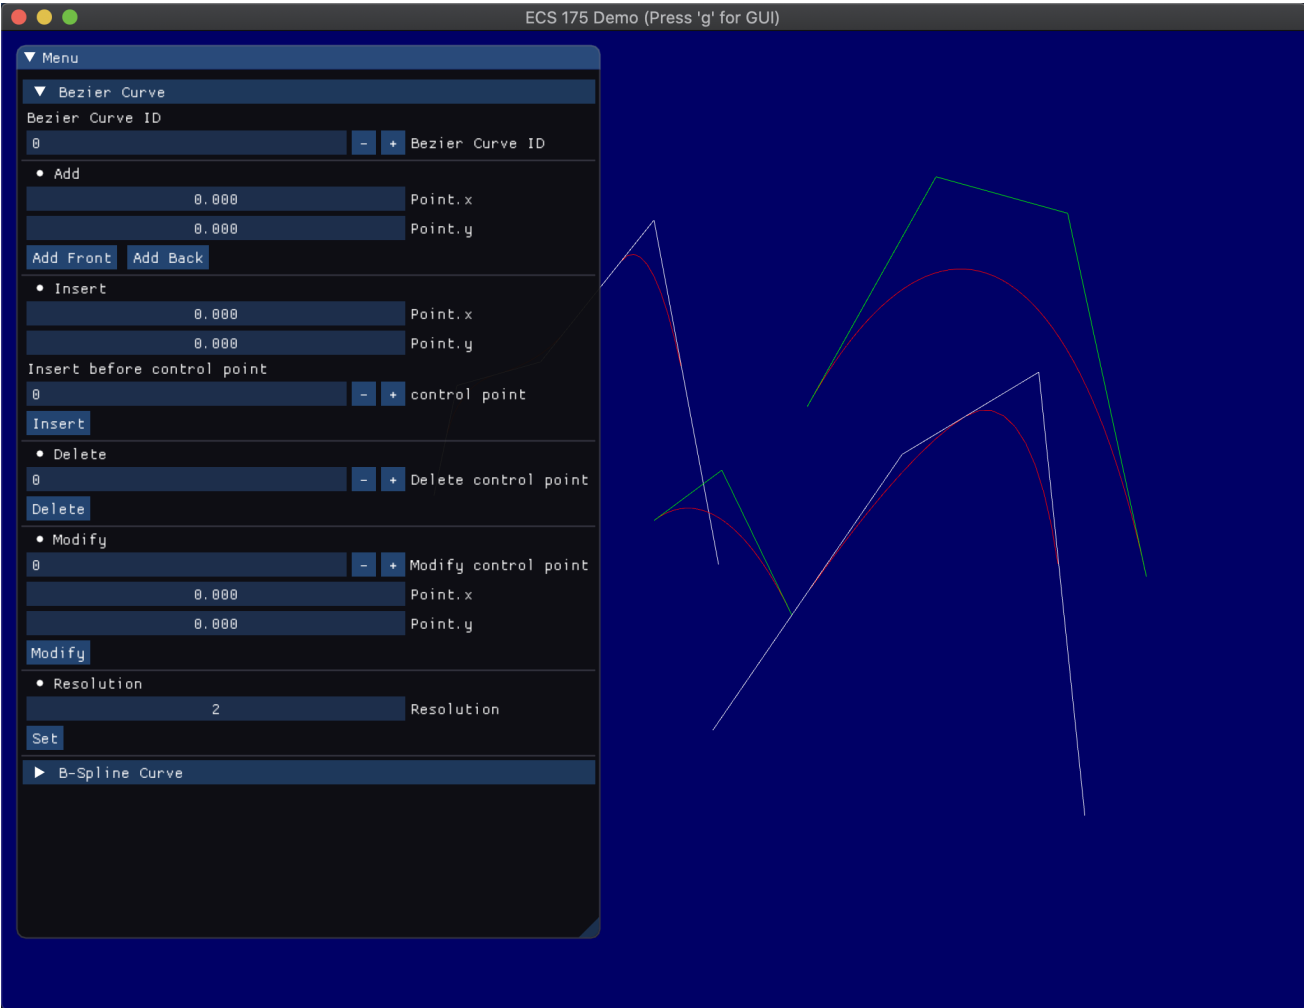 ECS 175 Demo (Press 'g' for GUI)
Menu
Bezier Curve
Bezier Curve ID
0 - + Bezier Curve ID
Add
0.000 Point.x
0.000 Point.y
Add Front Add Back
Insert
0.000 Point.x
0.000 Point.y
Insert before control point
0 - + control point
Insert
Delete
0 - + Delete control point
Delete
Modify
0 - + Modify control point
0.000 Point.x
0.000 Point.y
Modify
Resolution
2 Resolution
Set
B-Spline Curve